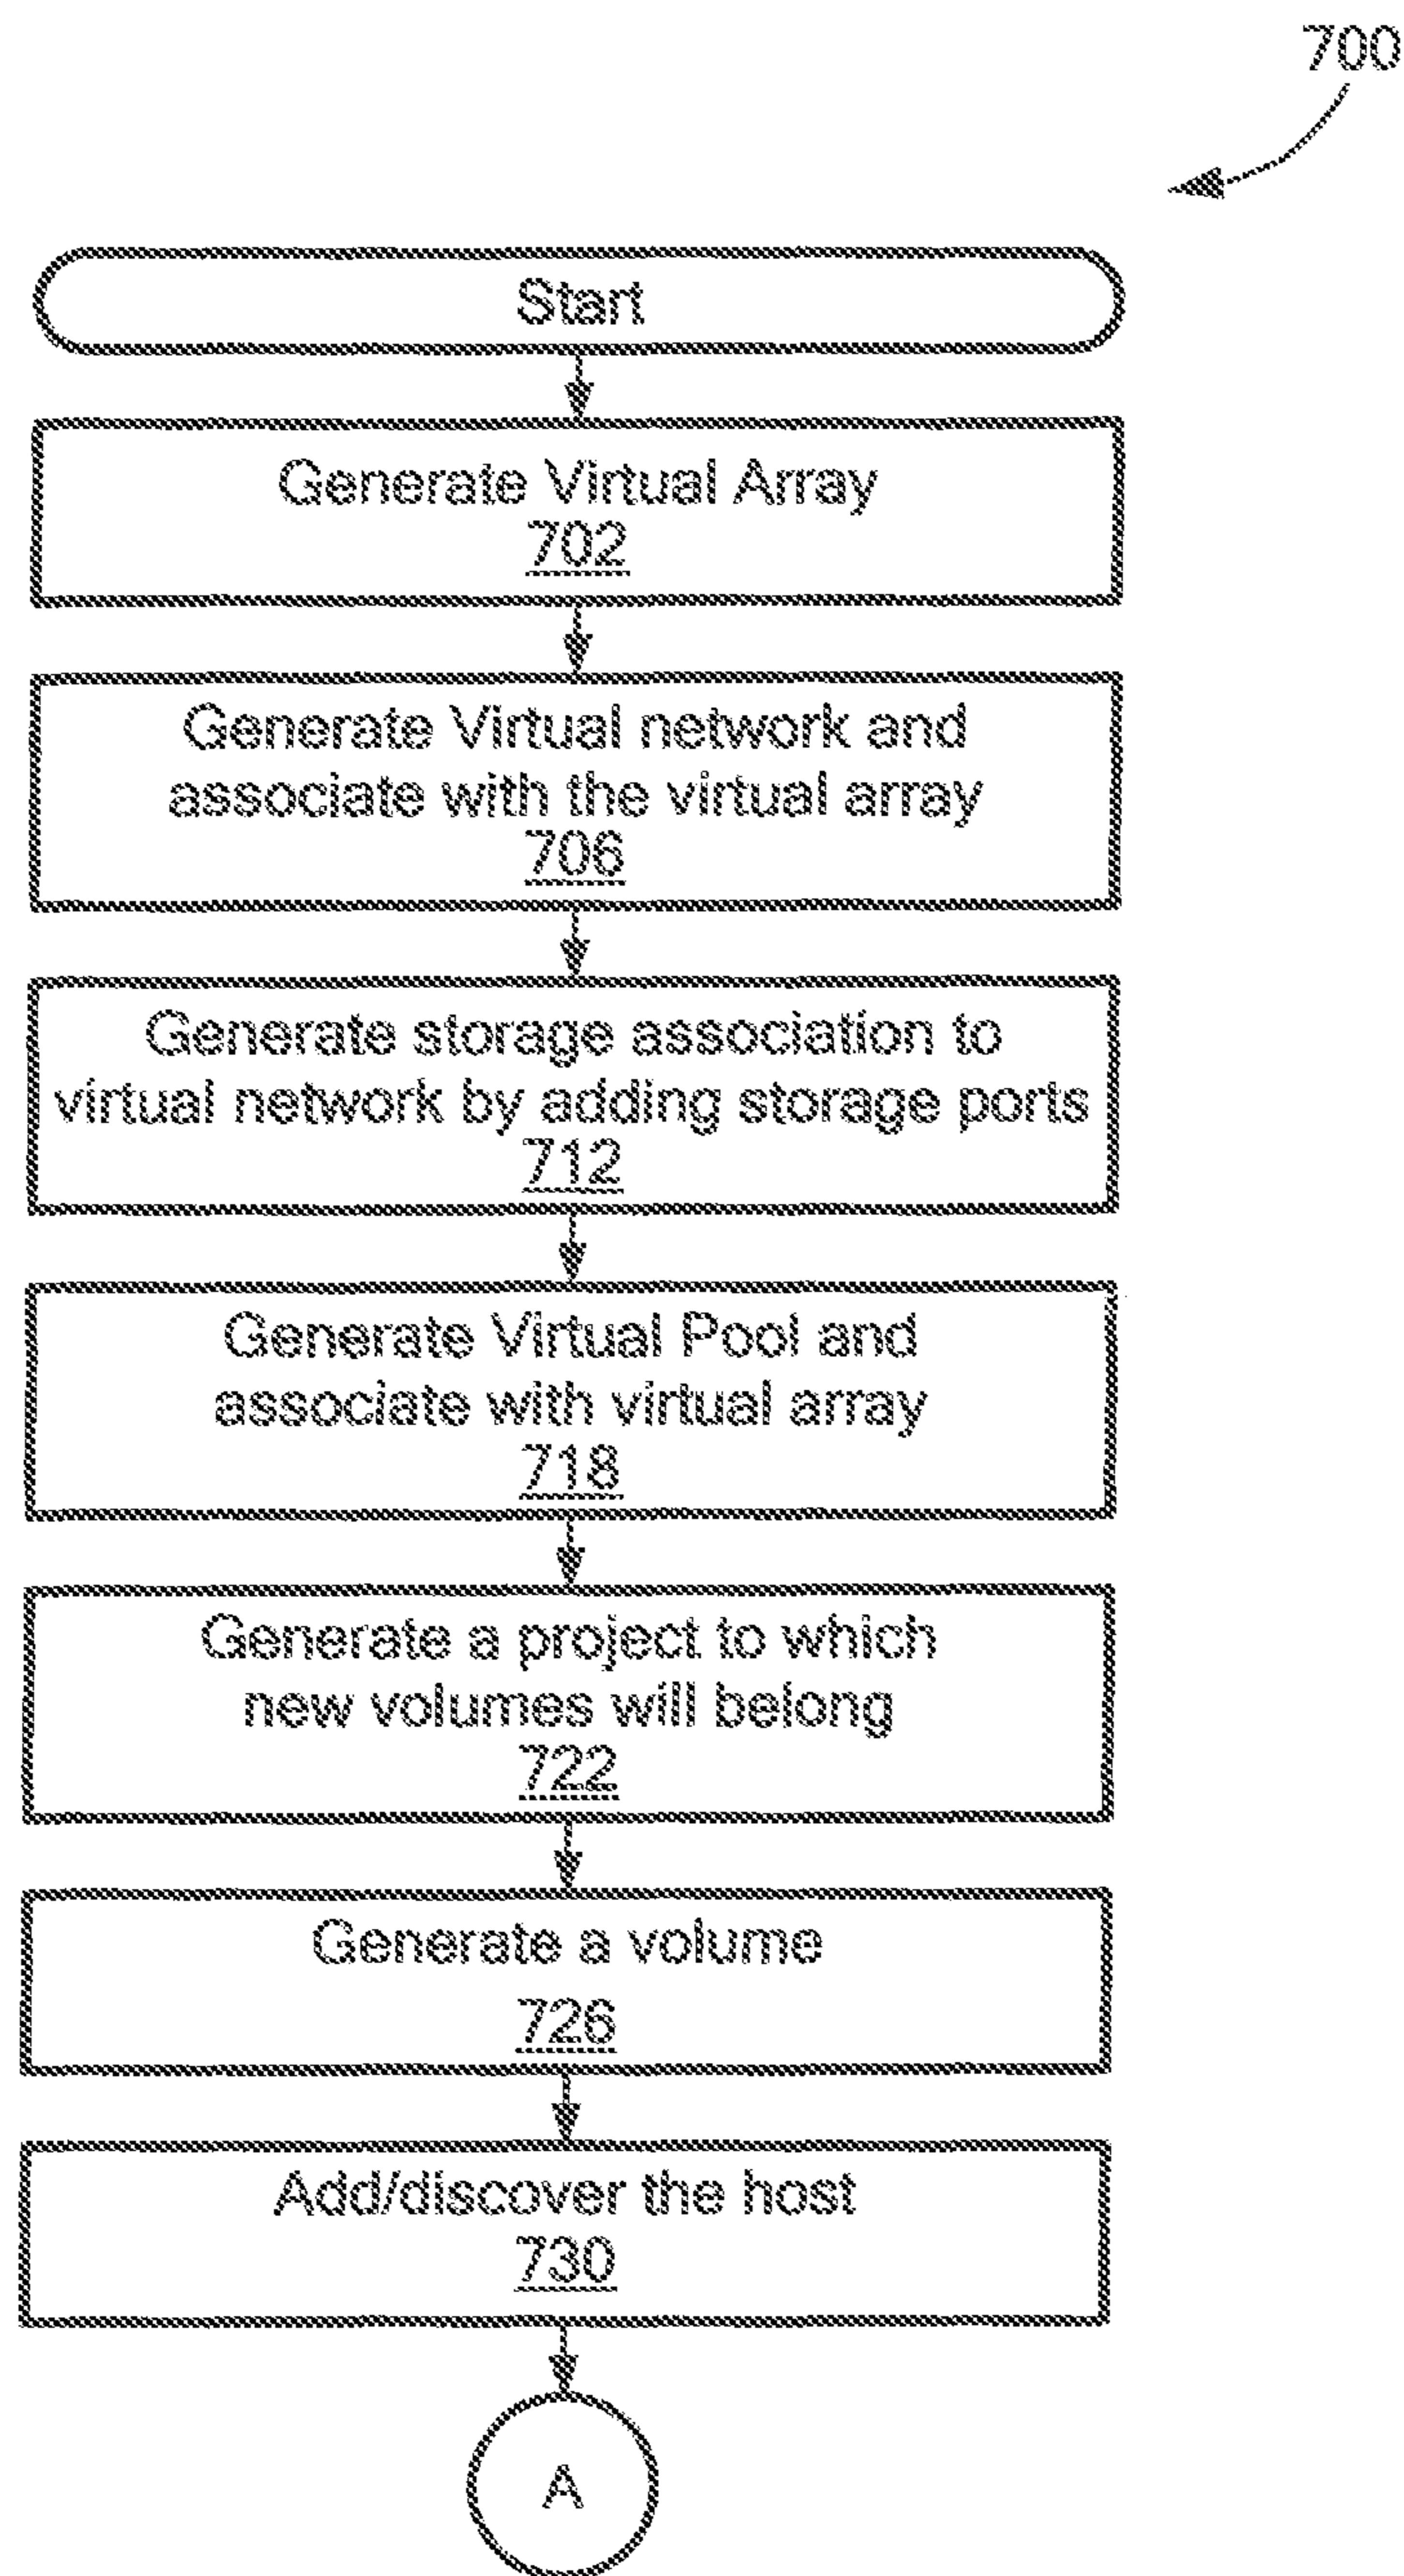 700
Start
Generate Virtual Array
702
Generate Virtual network and
associate with the virtual array
706
Generate storage association to
virtual network by adding storage ports
712
Generate Virtual Pool and
associate with virtual array
718
Generate a project to which
new volumes will belong
722
Generate a volume
726
Add/discover the host
730
A